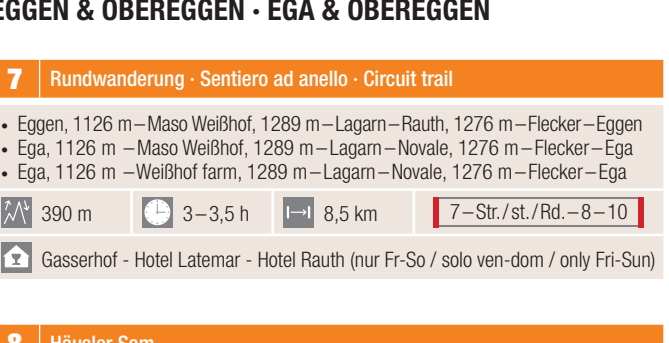 EGGEN & OBEREGGEN · EGA & OBEREGGEN
7 Rundwanderung · Sentiero ad anello · Circuit trail
• Eggen, 1126 m–Maso Weißhof, 1289 m–Lagarn–Rauth, 1276 m–Flecker–Eggen
• Ega, 1126 m –Maso Weißhof, 1289 m–Lagarn–Novale, 1276 m–Flecker–Ega
• Ega, 1126 m –Weißhof farm, 1289 m–Lagarn–Novale, 1276 m–Flecker–Ega
390 m 3–3,5 h 8,5 km 7–Str./st./Rd.–8–10
Gasserhof - Hotel Latemar - Hotel Rauth (nur Fr-So / solo ven-dom / only Fri-Sun)
8 Häusler Sam